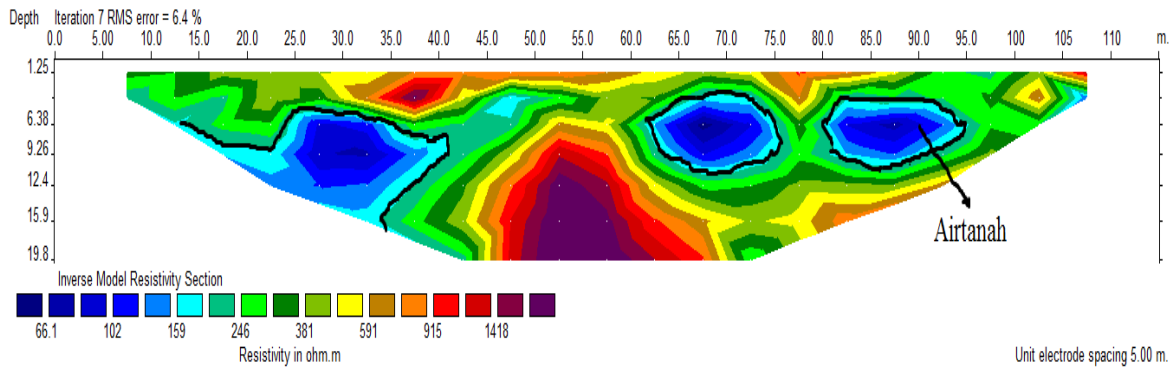 Depth Iteration 7 RMS error = 6.4 %
0.0 5.00 10.0 15.0 20.0 25.0 30.0 35.0 40.0 45.0 50.0 55.0 60.0 65.0 70.0 75.0 80.0 85.0 90.0 95.0 100 105 110 m.
1.25
6.38
9.26
12.4
15.9
19.8
Airtanah
Inverse Model Resistivity Section
66.1 102 159 246 381 591 915 1418
Resistivity in ohm.m
Unit electrode spacing 5.00 m.